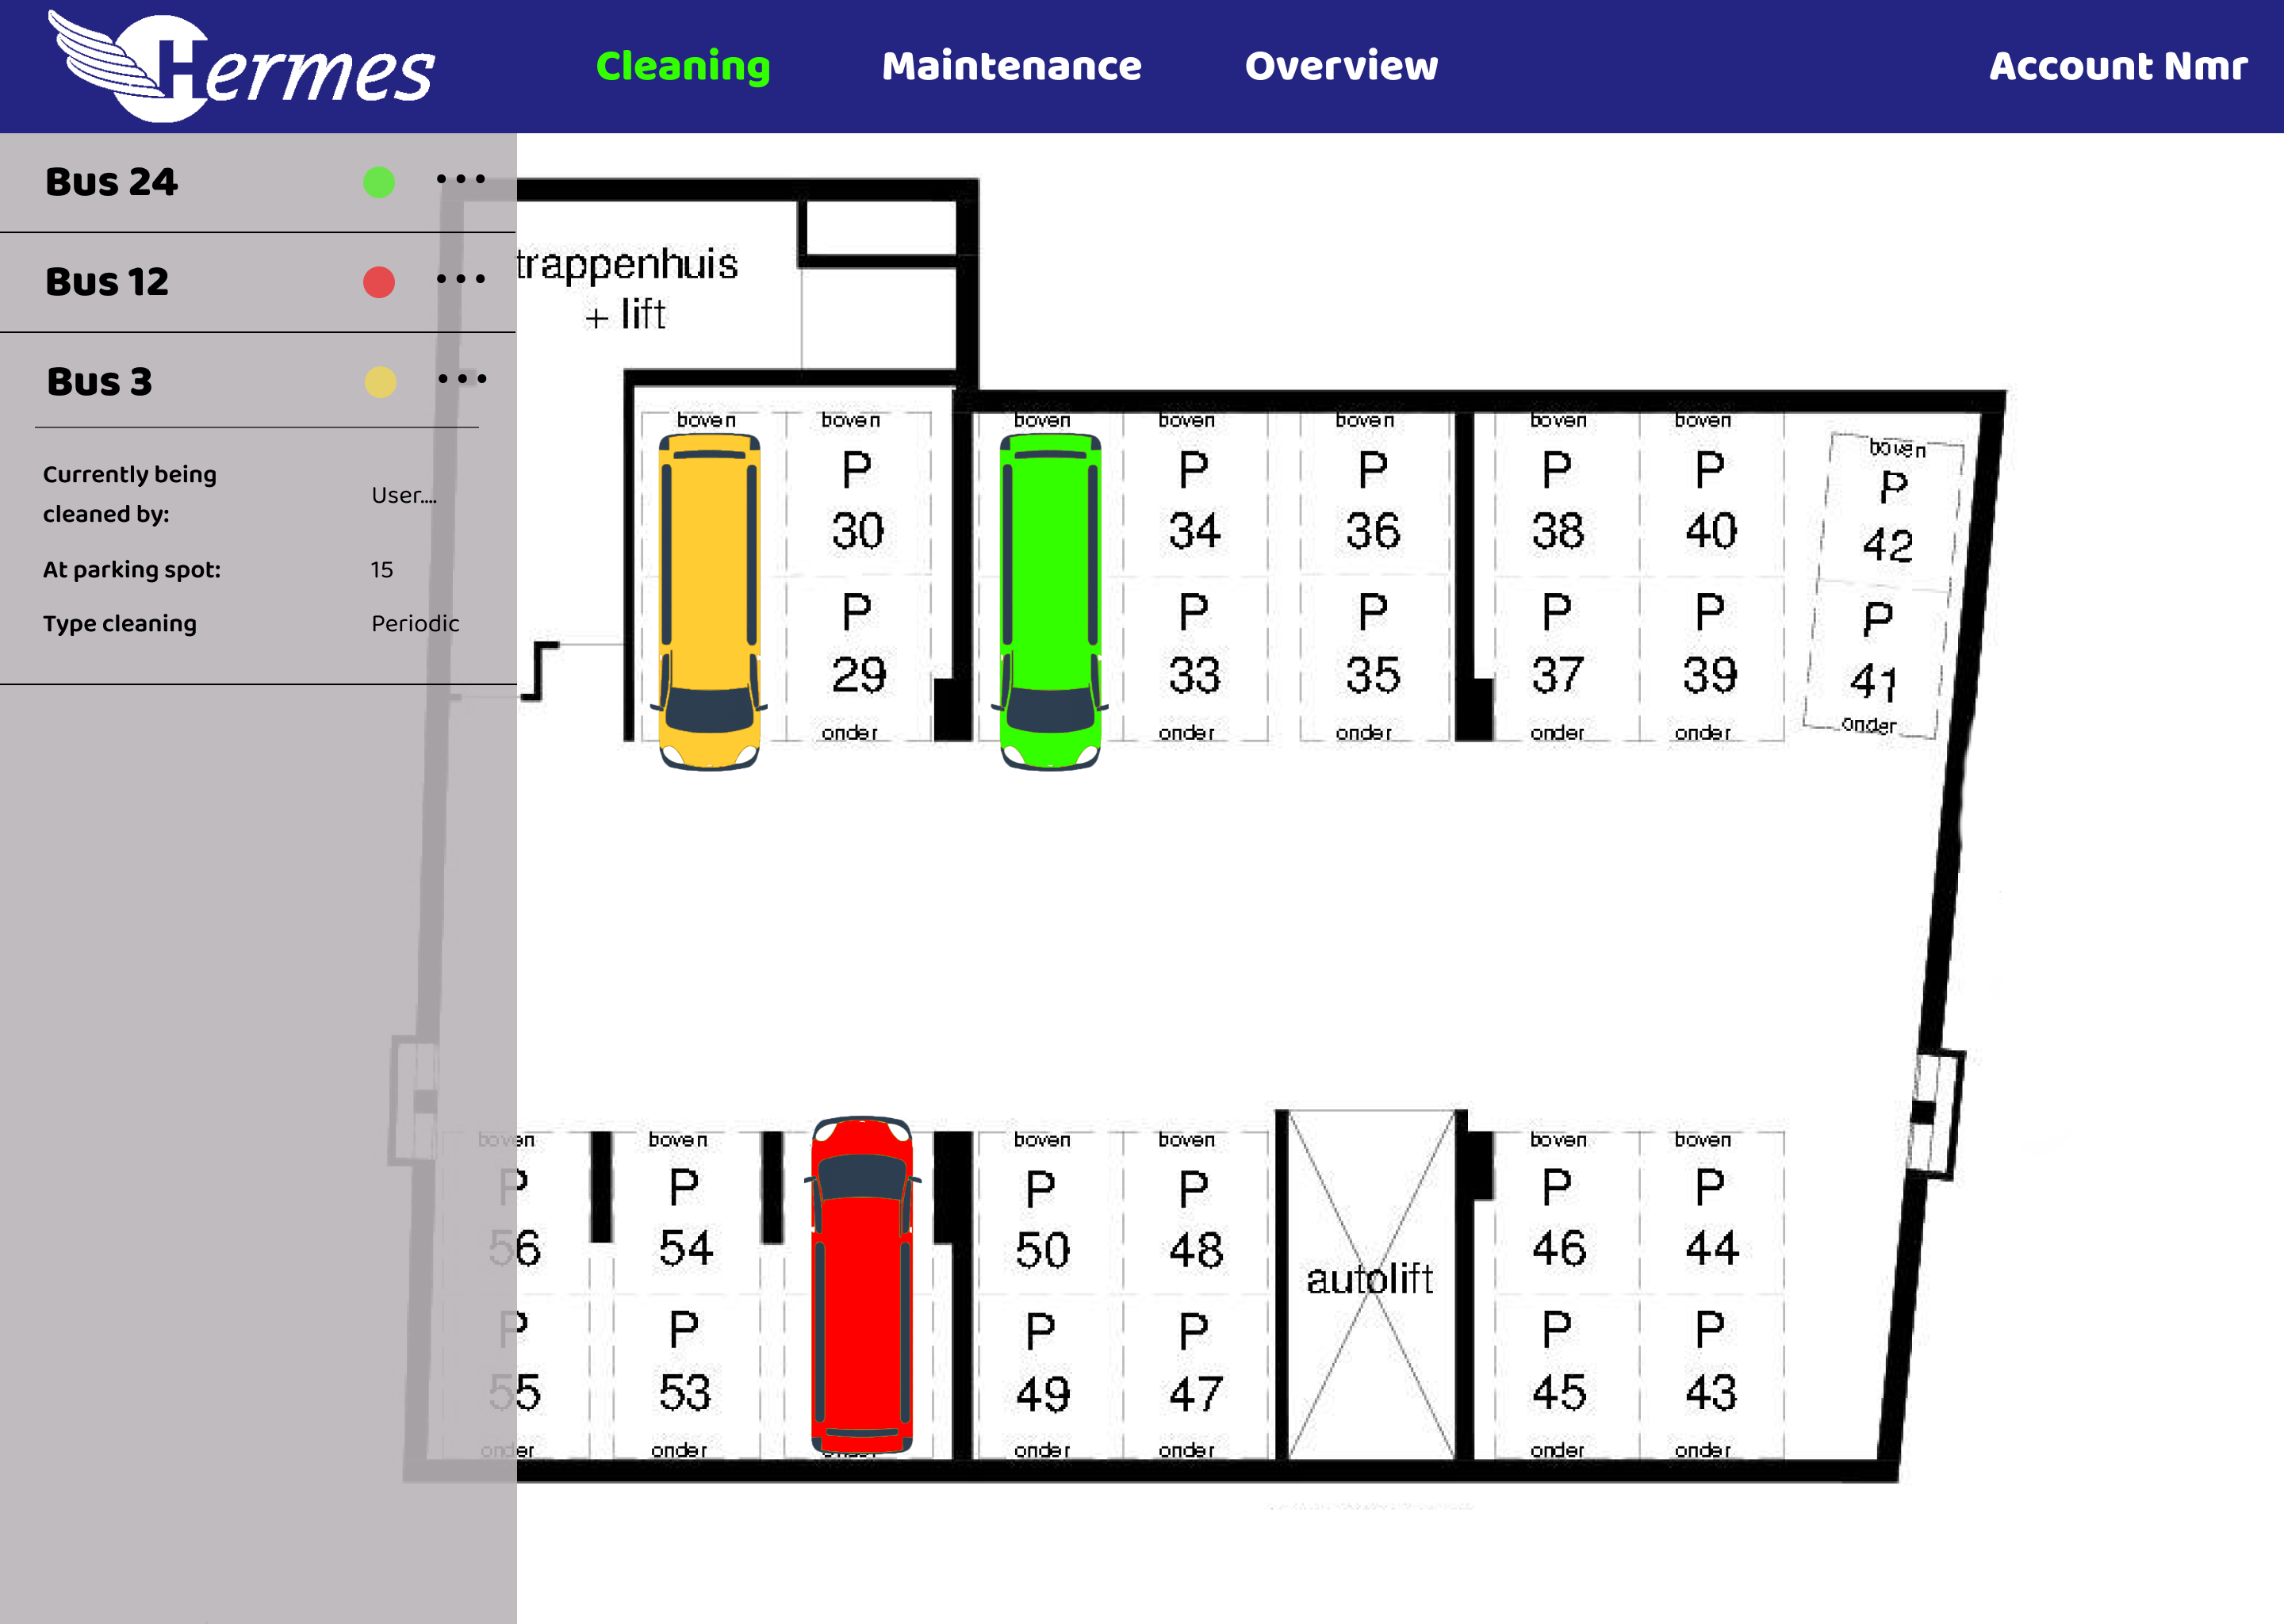 Hermes
Cleaning Maintenance Overview Account Nmr
Bus 24 •••
Bus 12 •••
Bus 3 •••
Currently being
cleaned by:
User....
At parking spot: 15
Type cleaning Periodic
trappenhuis
+ lift
boven boven boven boven boven boven boven boven
P P P P P P
30 34 36 38 40 42
P P P P P P
29 33 35 37 39 41
onder onder onder onder onder onder
boven boven boven boven boven boven
P P P P P P
56 54 50 48 46 44
autolift
P P P P P P
55 53 49 47 45 43
onder onder onder onder onder onder